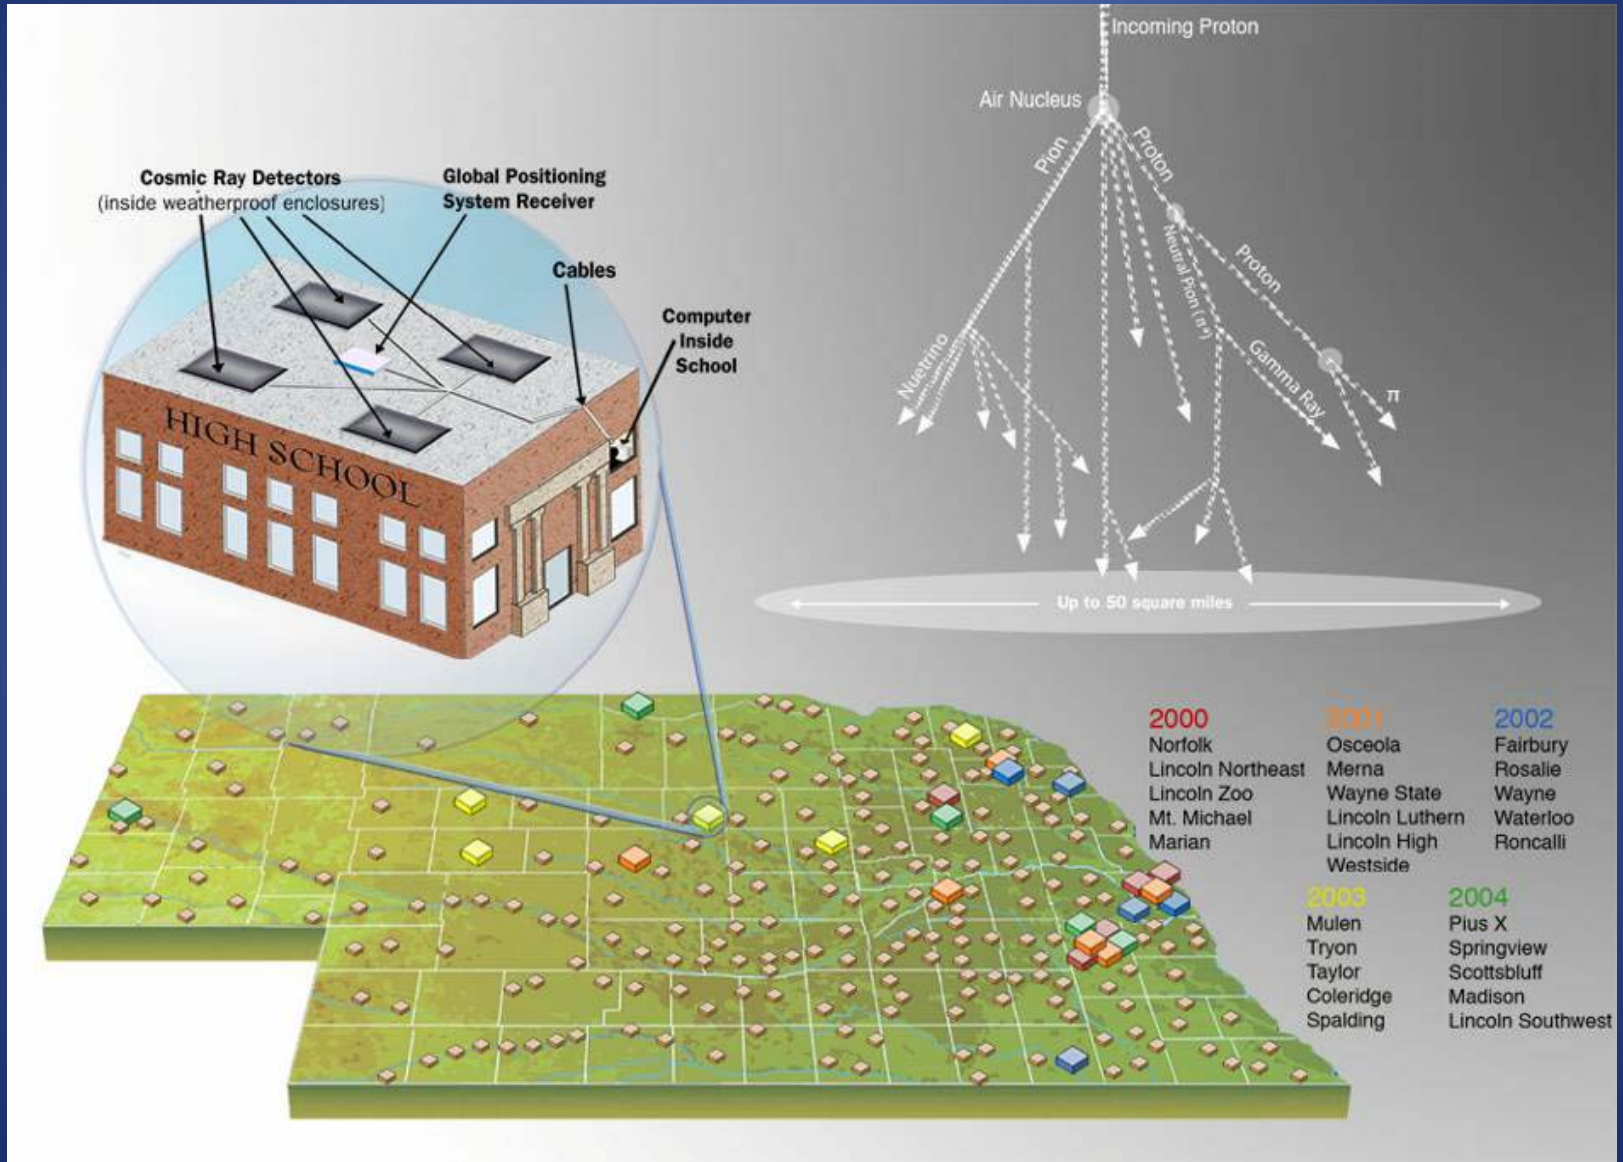 Incoming Proton
Air Nucleus
Pion
Proton
Neutral Pion (π°)
Proton
Nuetrino
Gamma Ray
π
Up to 50 square miles
Cosmic Ray Detectors
(inside weatherproof enclosures)
Global Positioning
System Receiver
Cables
Computer
Inside
School
HIGH SCHOOL
2000
Norfolk
Lincoln Northeast
Lincoln Zoo
Mt. Michael
Marian
2001
Osceola
Merna
Wayne State
Lincoln Luthern
Lincoln High
Westside
2002
Fairbury
Rosalie
Wayne
Waterloo
Roncalli
2003
Mulen
Tryon
Taylor
Coleridge
Spalding
2004
Pius X
Springview
Scottsbluff
Madison
Lincoln Southwest